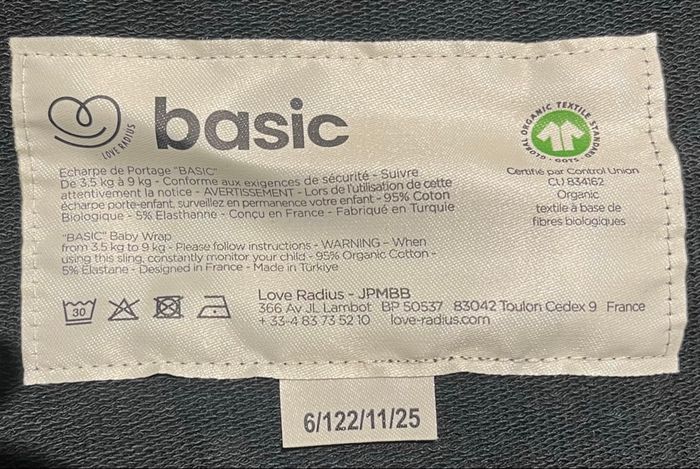 LOVE RADIUS
basic
Echarpe de Portage "BASIC"
De 3.5 kg à 9 kg - Conforme aux exigences de sécurité - Suivre
attentivement la notice - AVERTISSEMENT - Lors de l'utilisation de cette
écharpe porte-enfant, surveillez en permanence votre enfant - 95% Coton
Biologique - 5% Elasthanne - Conçu en France - Fabriqué en Turquie
"BASIC" Baby Wrap
from 3.5 kg to 9 kg - Please follow instructions - WARNING - When
using this sling, constantly monitor your child - 95% Organic Cotton -
5% Elastane - Designed in France - Made in Türkiye
GLOBAL ORGANIC TEXTILE STANDARD
· GOTS ·
Certifié par Control Union
CU 834162
Organic
textile à base de
fibres biologiques
30
Love Radius - JPMBB
366 Av JL Lambot BP 50537 83042 Toulon Cedex 9 France
+ 33-4 83 73 52 10 love-radius.com
6/122/11/25